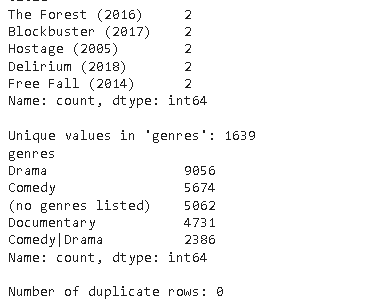 The Forest (2016) 2
Blockbuster (2017) 2
Hostage (2005) 2
Delirium (2018) 2
Free Fall (2014) 2
Name: count, dtype: int64
Unique values in 'genres': 1639
genres
Drama 9056
Comedy 5674
(no genres listed) 5062
Documentary 4731
Comedy|Drama 2386
Name: count, dtype: int64
Number of duplicate rows: 0